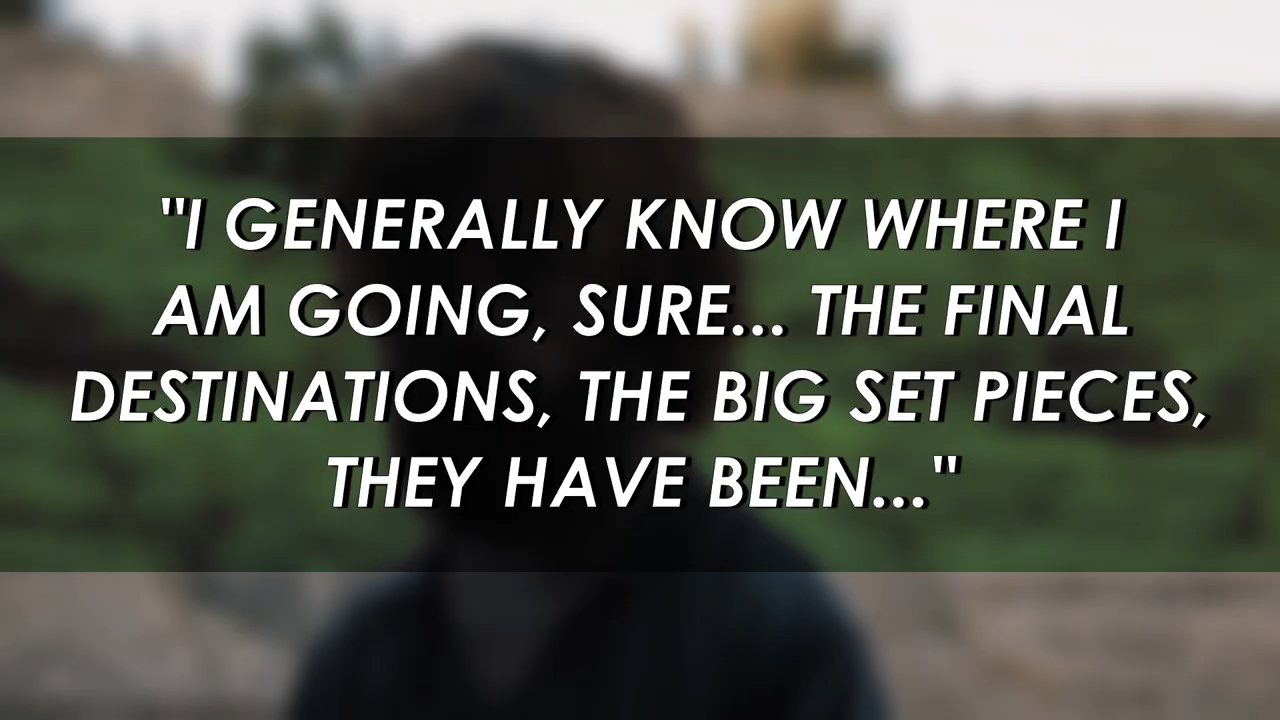 "I GENERALLY KNOW WHERE I
AM GOING, SURE... THE FINAL
DESTINATIONS, THE BIG SET PIECES,
THEY HAVE BEEN..."